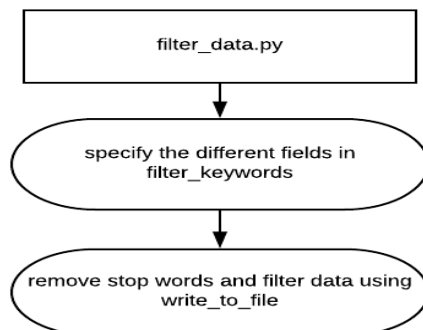 filter_data.py
specify the different fields in
filter_keywords
remove stop words and filter data using
write_to_file